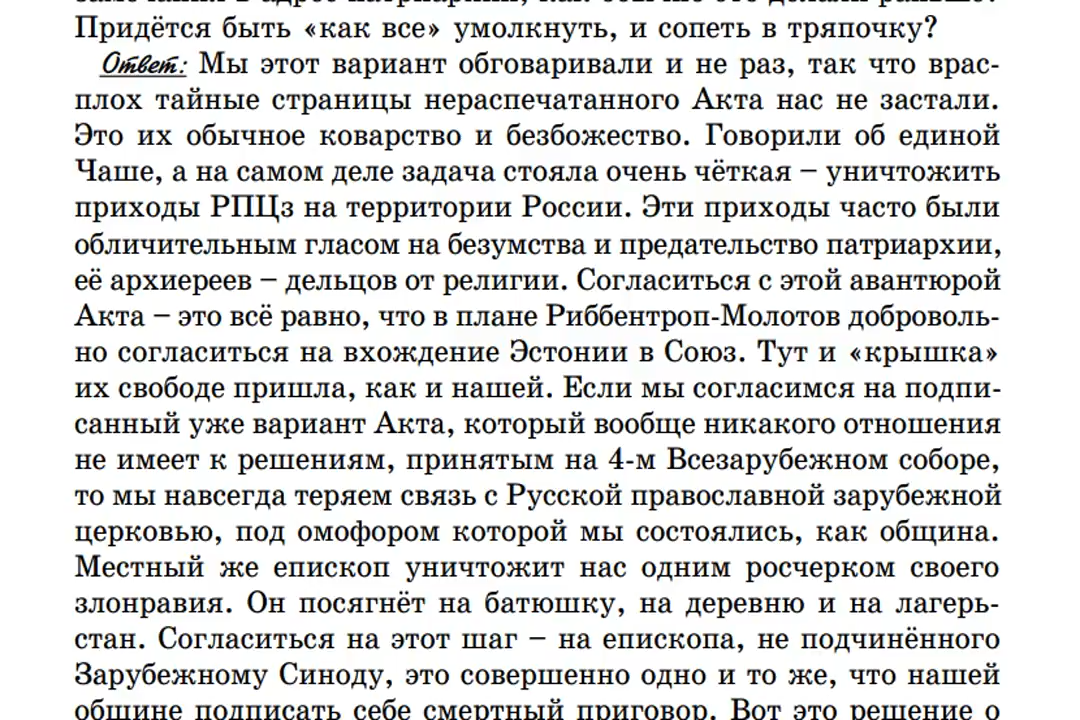 Придётся быть «как все» умолкнуть, и сопеть в тряпочку?
Ответ: Мы этот вариант обговаривали и не раз, так что врас-
плох тайные страницы нераспечатанного Акта нас не застали.
Это их обычное коварство и безбожество. Говорили об единой
Чаше, а на самом деле задача стояла очень чёткая – уничтожить
приходы РПЦз на территории России. Эти приходы часто были
обличительным гласом на безумства и предательство патриархии,
её архиереев – дельцов от религии. Согласиться с этой авантюрой
Акта – это всё равно, что в плане Риббентроп-Молотов доброволь-
но согласиться на вхождение Эстонии в Союз. Тут и «крышка»
их свободе пришла, как и нашей. Если мы согласимся на подпи-
санный уже вариант Акта, который вообще никакого отношения
не имеет к решениям, принятым на 4-м Всезарубежном соборе,
то мы навсегда теряем связь с Русской православной зарубежной
церковью, под омофором которой мы состоялись, как община.
Местный же епископ уничтожит нас одним росчерком своего
злонравия. Он посягнёт на батюшку, на деревню и на лагерь-
стан. Согласиться на этот шаг – на епископа, не подчинённого
Зарубежному Синоду, это совершенно одно и то же, что нашей
общине подписать себе смертный приговор. Вот это решение о